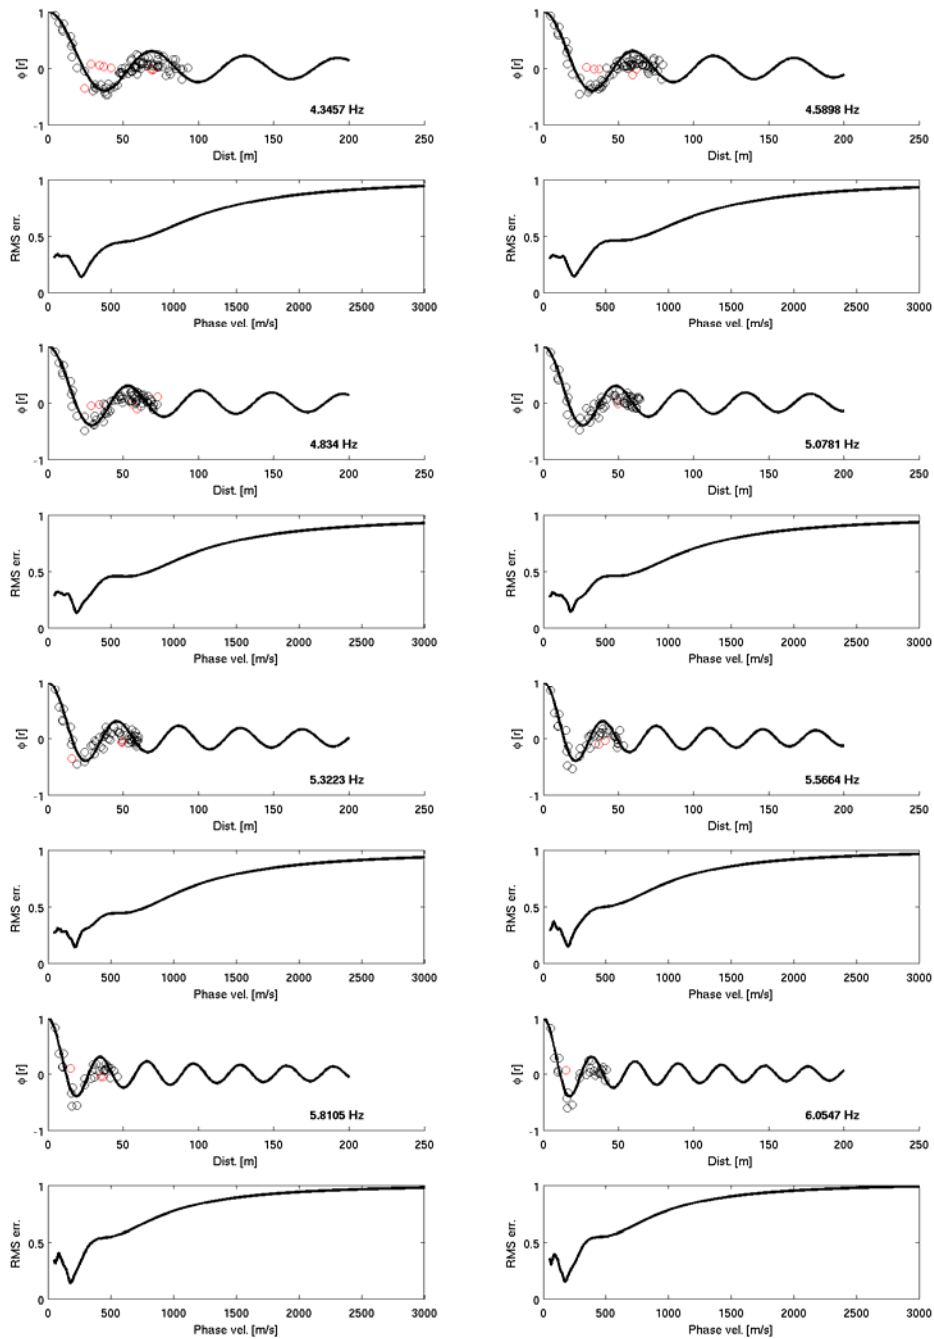 1
0
-1
ϕ [r]
4.3457 Hz
0 50 100 150 200 250
Dist. [m]
1
0
-1
ϕ [r]
4.5898 Hz
0 50 100 150 200 250
Dist. [m]
1
0.5
0
RMS err.
0 500 1000 1500 2000 2500 3000
Phase vel. [m/s]
1
0.5
0
RMS err.
0 500 1000 1500 2000 2500 3000
Phase vel. [m/s]
1
0
-1
ϕ [r]
4.834 Hz
0 50 100 150 200 250
Dist. [m]
1
0
-1
ϕ [r]
5.0781 Hz
0 50 100 150 200 250
Dist. [m]
1
0.5
0
RMS err.
0 500 1000 1500 2000 2500 3000
Phase vel. [m/s]
1
0.5
0
RMS err.
0 500 1000 1500 2000 2500 3000
Phase vel. [m/s]
1
0
-1
ϕ [r]
5.3223 Hz
0 50 100 150 200 250
Dist. [m]
1
0
-1
ϕ [r]
5.5664 Hz
0 50 100 150 200 250
Dist. [m]
1
0.5
0
RMS err.
0 500 1000 1500 2000 2500 3000
Phase vel. [m/s]
1
0.5
0
RMS err.
0 500 1000 1500 2000 2500 3000
Phase vel. [m/s]
1
0
-1
ϕ [r]
5.8105 Hz
0 50 100 150 200 250
Dist. [m]
1
0
-1
ϕ [r]
6.0547 Hz
0 50 100 150 200 250
Dist. [m]
1
0.5
0
RMS err.
0 500 1000 1500 2000 2500 3000
Phase vel. [m/s]
1
0.5
0
RMS err.
0 500 1000 1500 2000 2500 3000
Phase vel. [m/s]